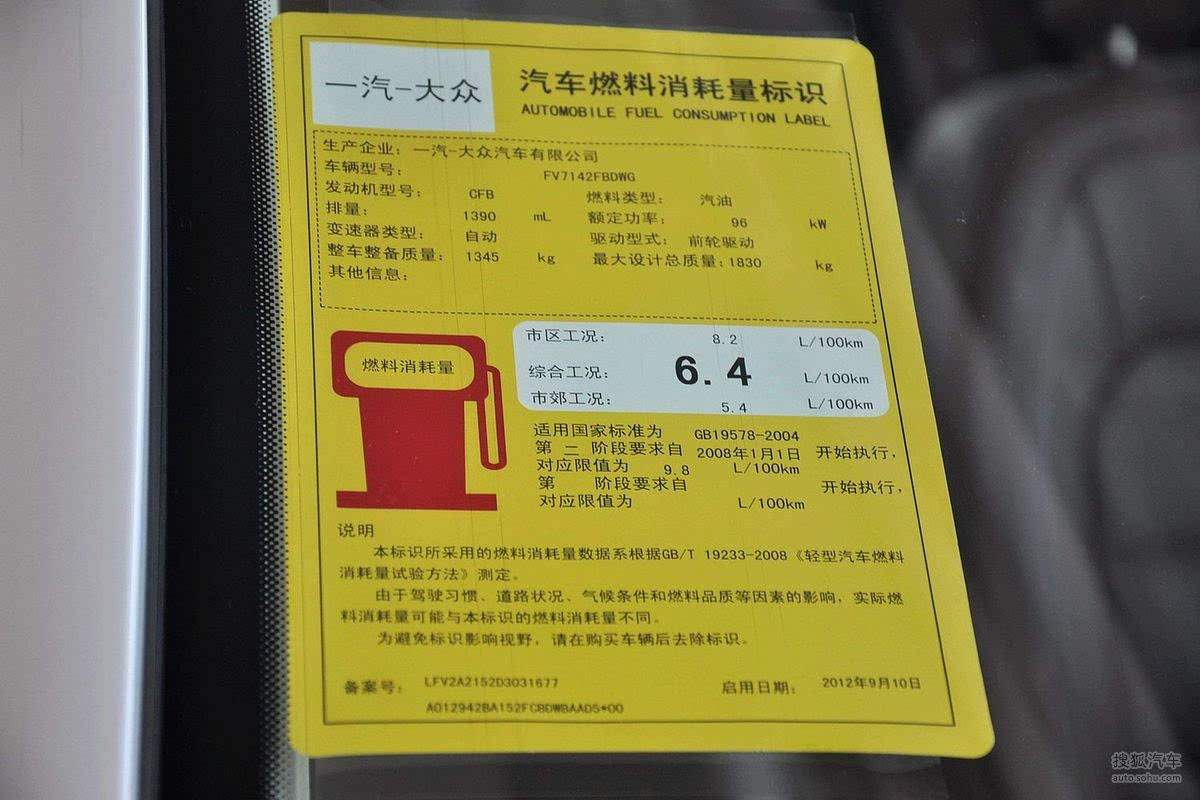 一汽-大众
汽车燃料消耗量标识
AUTOMOBILE FUEL CONSUMPTION LABEL
生产企业: 一汽-大众汽车有限公司
车辆型号: FV7142FBDWG
发动机型号: CFB 燃料类型: 汽油
排量: 1390 mL 额定功率: 96 kW
变速器类型: 自动 驱动型式: 前轮驱动
整车整备质量: 1345 kg 最大设计总质量: 1830 kg
其他信息:
燃料消耗量
市区工况: 8.2 L/100km
综合工况: 6.4 L/100km
市郊工况: 5.4 L/100km
适用国家标准为 GB19578-2004
第 二 阶段要求自 2008年1月1日 开始执行,
对应限值为 9.8 L/100km
第 阶段要求自 开始执行,
对应限值为 L/100km
说明
本标识所采用的燃料消耗量数据系根据GB/T 19233-2008《轻型汽车燃料
消耗量试验方法》测定。
由于驾驶习惯、道路状况、气候条件和燃料品质等因素的影响, 实际燃
料消耗量可能与本标识的燃料消耗量不同。
为避免标识影响视野, 请在购买车辆后去除标识。
备案号: LFV2A2152D3031677 启用日期: 2012年9月10日
A012942BA152FCBDWBAAD5*00
搜狐汽车
auto.sohu.com